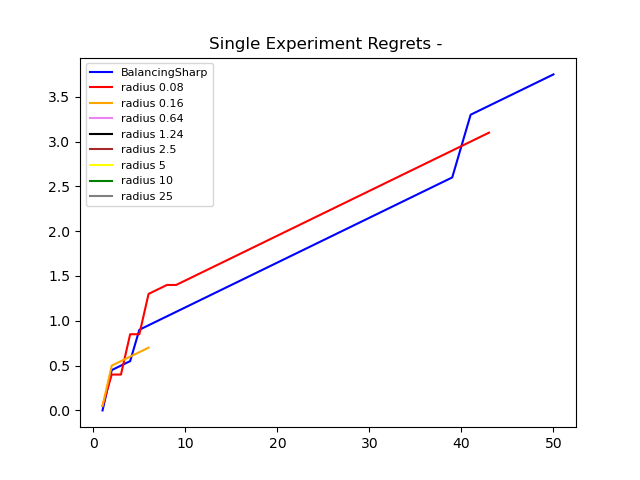 Single Experiment Regrets -
BalancingSharp
radius 0.08
radius 0.16
radius 0.64
radius 1.24
radius 2.5
radius 5
radius 10
radius 25
3.5
3.0
2.5
2.0
1.5
1.0
0.5
0.0
0 10 20 30 40 50